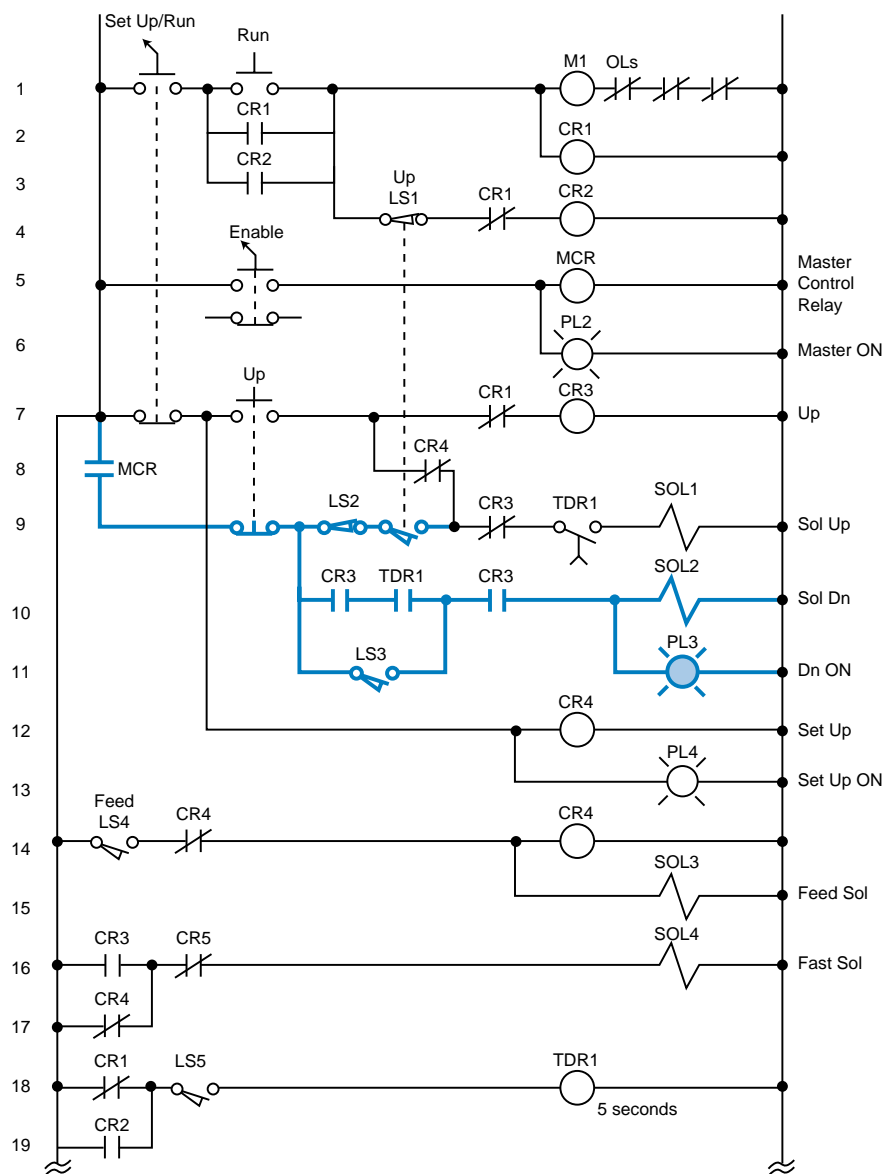 Set Up/Run
Run
M1
OLs
1
CR1
2
CR1
CR2
3
Up
LS1
CR1
CR2
4
Enable
MCR
Master
Control
Relay
5
PL2
6
Master ON
Up
CR1
CR3
7
Up
CR4
8
MCR
LS2
CR3
TDR1
SOL1
9
Sol Up
CR3
TDR1
CR3
SOL2
10
Sol Dn
LS3
PL3
11
Dn ON
CR4
12
Set Up
PL4
13
Set Up ON
Feed
LS4
CR4
CR4
14
SOL3
15
Feed Sol
CR3
CR5
SOL4
16
Fast Sol
CR4
17
CR1
LS5
TDR1
18
5 seconds
CR2
19